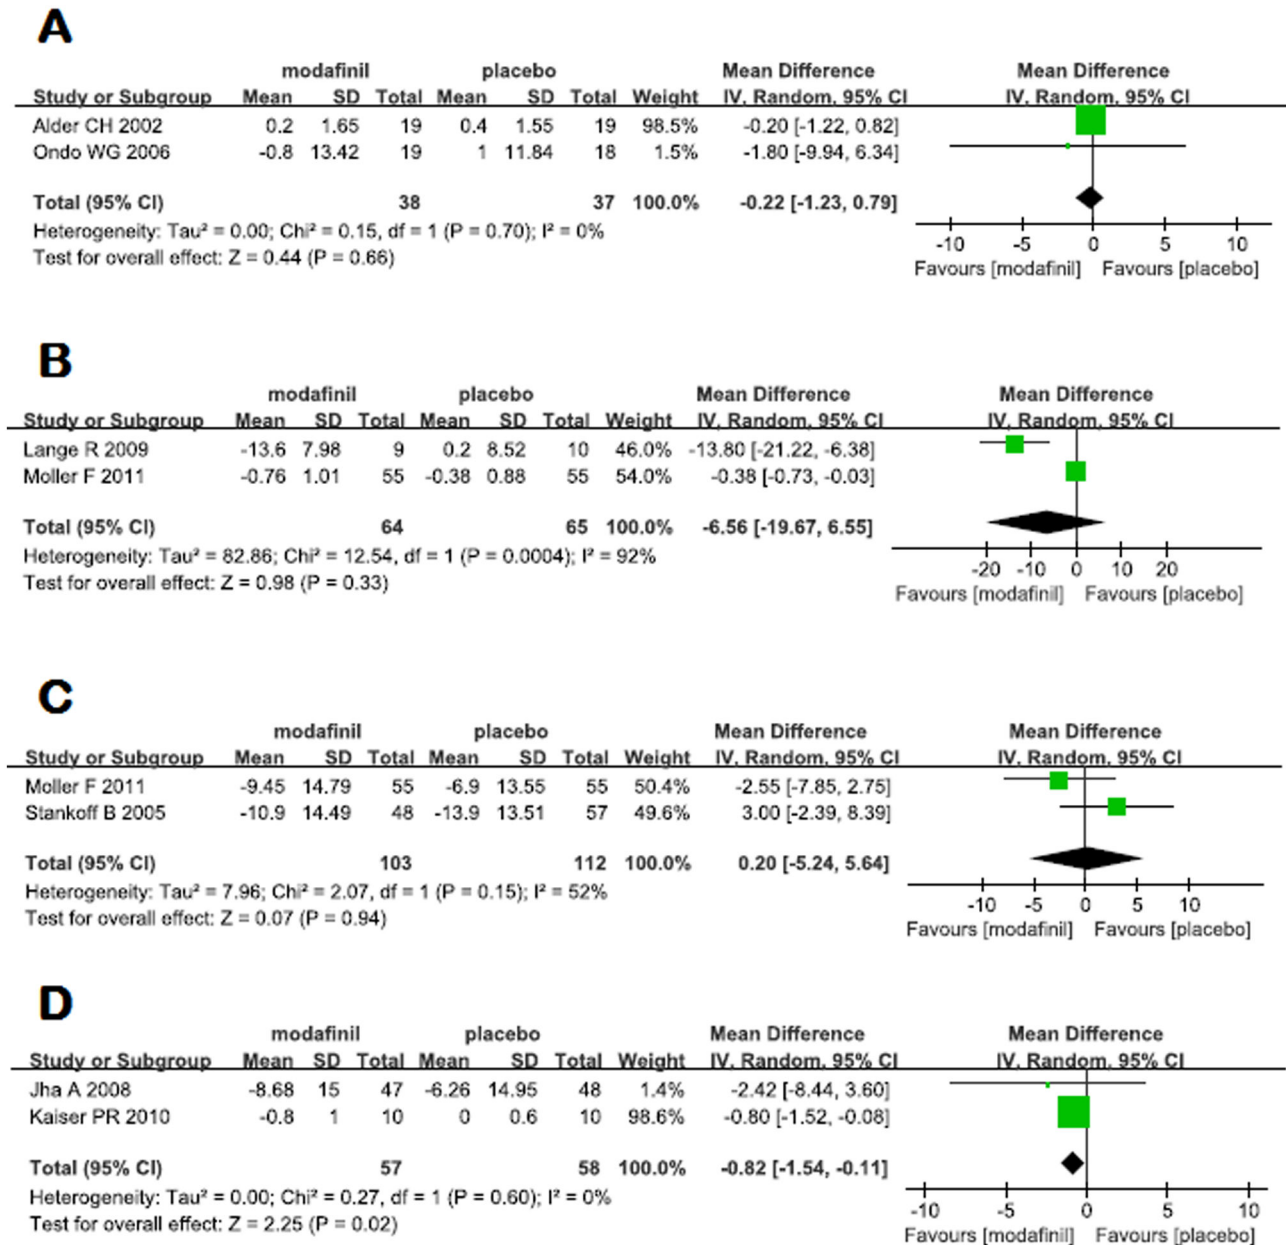 A
modafinil placebo Mean Difference Mean Difference
Study or Subgroup Mean SD Total Mean SD Total Weight IV, Random, 95% CI IV, Random, 95% CI
Alder CH 2002 0.2 1.65 19 0.4 1.55 19 98.5% -0.20 [-1.22, 0.82]
Ondo WG 2006 -0.8 13.42 19 1 11.84 18 1.5% -1.80 [-9.94, 6.34]
Total (95% CI) 38 37 100.0% -0.22 [-1.23, 0.79]
Heterogeneity: Tau² = 0.00; Chi² = 0.15, df = 1 (P = 0.70); I² = 0%
Test for overall effect: Z = 0.44 (P = 0.66)
-10 -5 0 5 10
Favours [modafinil] Favours [placebo]
B
modafinil placebo Mean Difference Mean Difference
Study or Subgroup Mean SD Total Mean SD Total Weight IV, Random, 95% CI IV, Random, 95% CI
Lange R 2009 -13.6 7.98 9 0.2 8.52 10 46.0% -13.80 [-21.22, -6.38]
Moller F 2011 -0.76 1.01 55 -0.38 0.88 55 54.0% -0.38 [-0.73, -0.03]
Total (95% CI) 64 65 100.0% -6.56 [-19.67, 6.55]
Heterogeneity: Tau² = 82.86; Chi² = 12.54, df = 1 (P = 0.0004); I² = 92%
Test for overall effect: Z = 0.98 (P = 0.33)
-20 -10 0 10 20
Favours [modafinil] Favours [placebo]
C
modafinil placebo Mean Difference Mean Difference
Study or Subgroup Mean SD Total Mean SD Total Weight IV, Random, 95% CI IV, Random, 95% CI
Moller F 2011 -9.45 14.79 55 -6.9 13.55 55 50.4% -2.55 [-7.85, 2.75]
Stankoff B 2005 -10.9 14.49 48 -13.9 13.51 57 49.6% 3.00 [-2.39, 8.39]
Total (95% CI) 103 112 100.0% 0.20 [-5.24, 5.64]
Heterogeneity: Tau² = 7.96; Chi² = 2.07, df = 1 (P = 0.15); I² = 52%
Test for overall effect: Z = 0.07 (P = 0.94)
-10 -5 0 5 10
Favours [modafinil] Favours [placebo]
D
modafinil placebo Mean Difference Mean Difference
Study or Subgroup Mean SD Total Mean SD Total Weight IV, Random, 95% CI IV, Random, 95% CI
Jha A 2008 -8.68 15 47 -6.26 14.95 48 1.4% -2.42 [-8.44, 3.60]
Kaiser PR 2010 -0.8 1 10 0 0.6 10 98.6% -0.80 [-1.52, -0.08]
Total (95% CI) 57 58 100.0% -0.82 [-1.54, -0.11]
Heterogeneity: Tau² = 0.00; Chi² = 0.27, df = 1 (P = 0.60); I² = 0%
Test for overall effect: Z = 2.25 (P = 0.02)
-10 -5 0 5 10
Favours [modafinil] Favours [placebo]